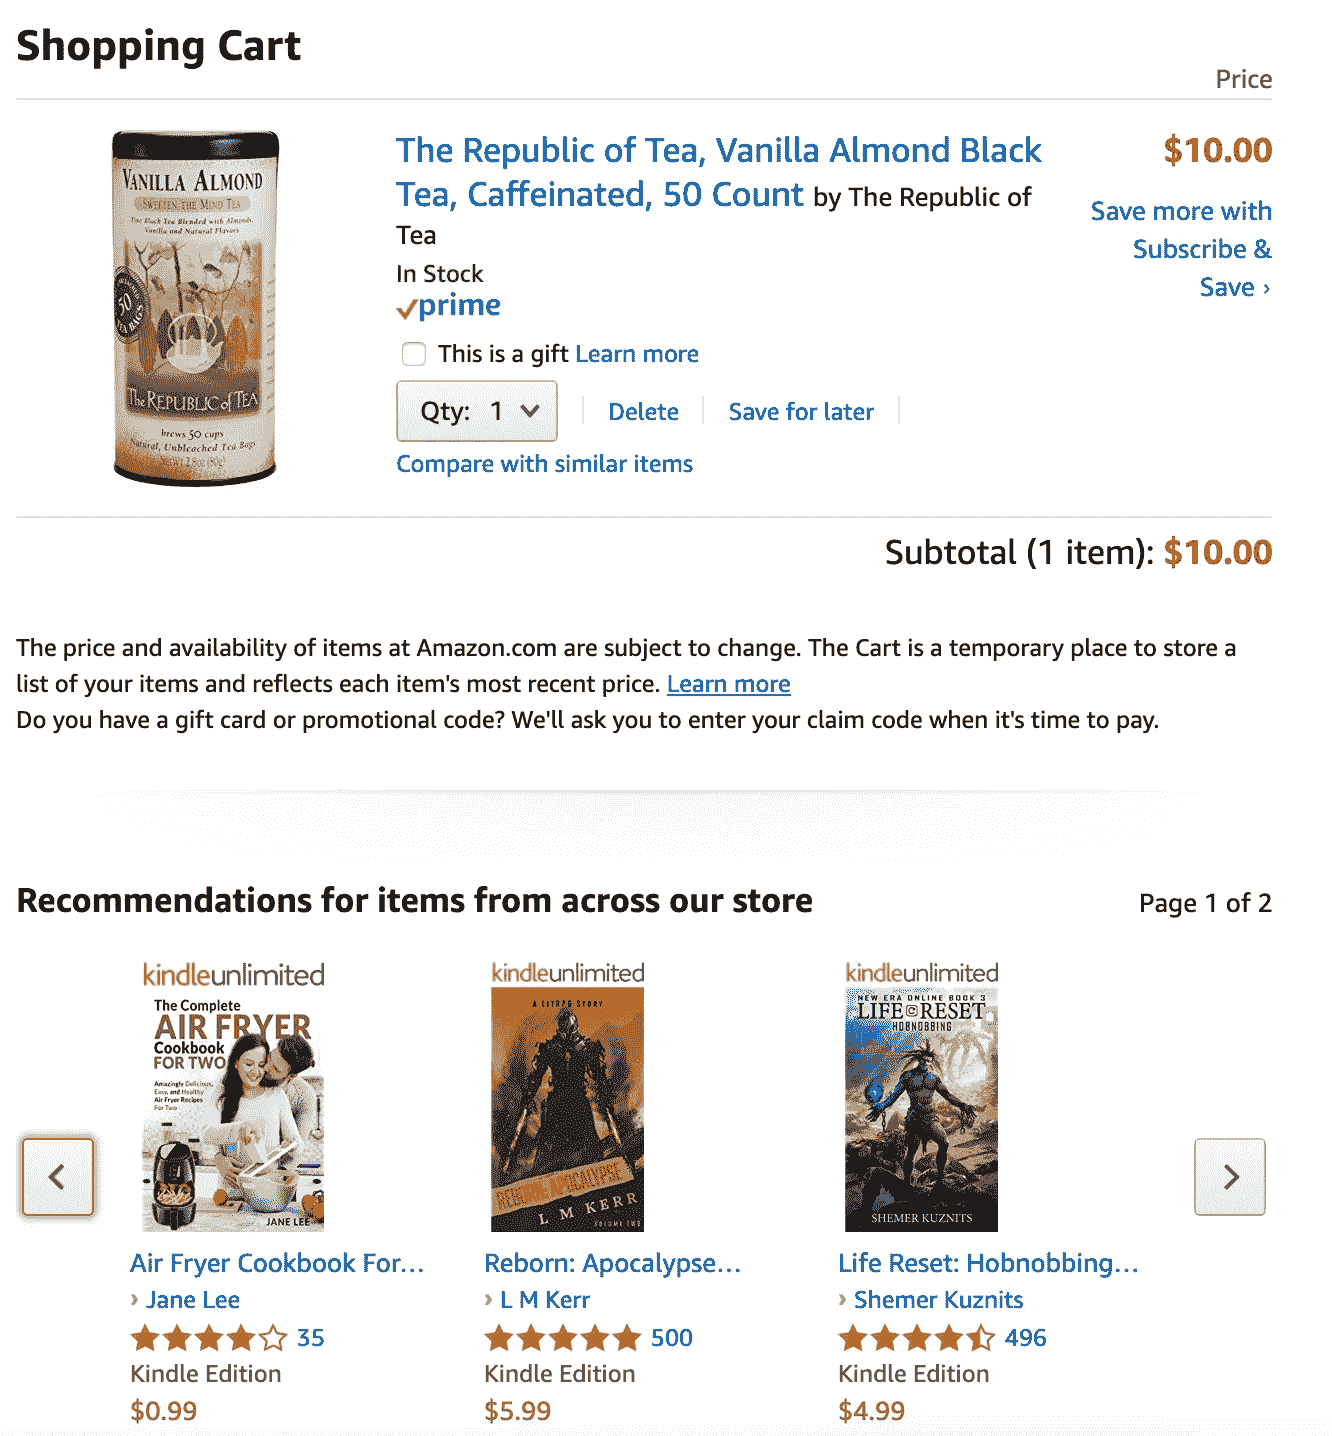 Shopping Cart
Price
VANILLA ALMOND
SWEETEN THE MIND TEA
Fine Black Tea Blended with Almonds,
Vanilla and Natural Flavors
50
TEA BAGS
The REPUBLIC of TEA
brews 50 cups
Natural, Unbleached Tea Bags
NET WT 2.8oz (80g)
The Republic of Tea, Vanilla Almond Black
Tea, Caffeinated, 50 Count by The Republic of
Tea
In Stock
prime
This is a gift Learn more
Qty: 1
Delete
Save for later
Compare with similar items
$10.00
Save more with
Subscribe &
Save ›
Subtotal (1 item): $10.00
The price and availability of items at Amazon.com are subject to change. The Cart is a temporary place to store a
list of your items and reflects each item's most recent price. Learn more
Do you have a gift card or promotional code? We'll ask you to enter your claim code when it's time to pay.
Recommendations for items from across our store
Page 1 of 2
kindleunlimited
The Complete
AIR FRYER
Cookbook
FOR TWO
Amazingly Delicious,
Easy, and Healthy
Air Fryer Recipes
For Two
JANE LEE
Air Fryer Cookbook For...
› Jane Lee
35
Kindle Edition
$0.99
kindleunlimited
A LITRPG STORY
REBORN: APOCALYPSE
L M KERR
VOLUME TWO
Reborn: Apocalypse...
› L M Kerr
500
Kindle Edition
$5.99
kindleunlimited
NEW ERA ONLINE BOOK 3
LIFE RESET
HOBNOBBING
SHEMER KUZNITS
Life Reset: Hobnobbing...
› Shemer Kuznits
496
Kindle Edition
$4.99